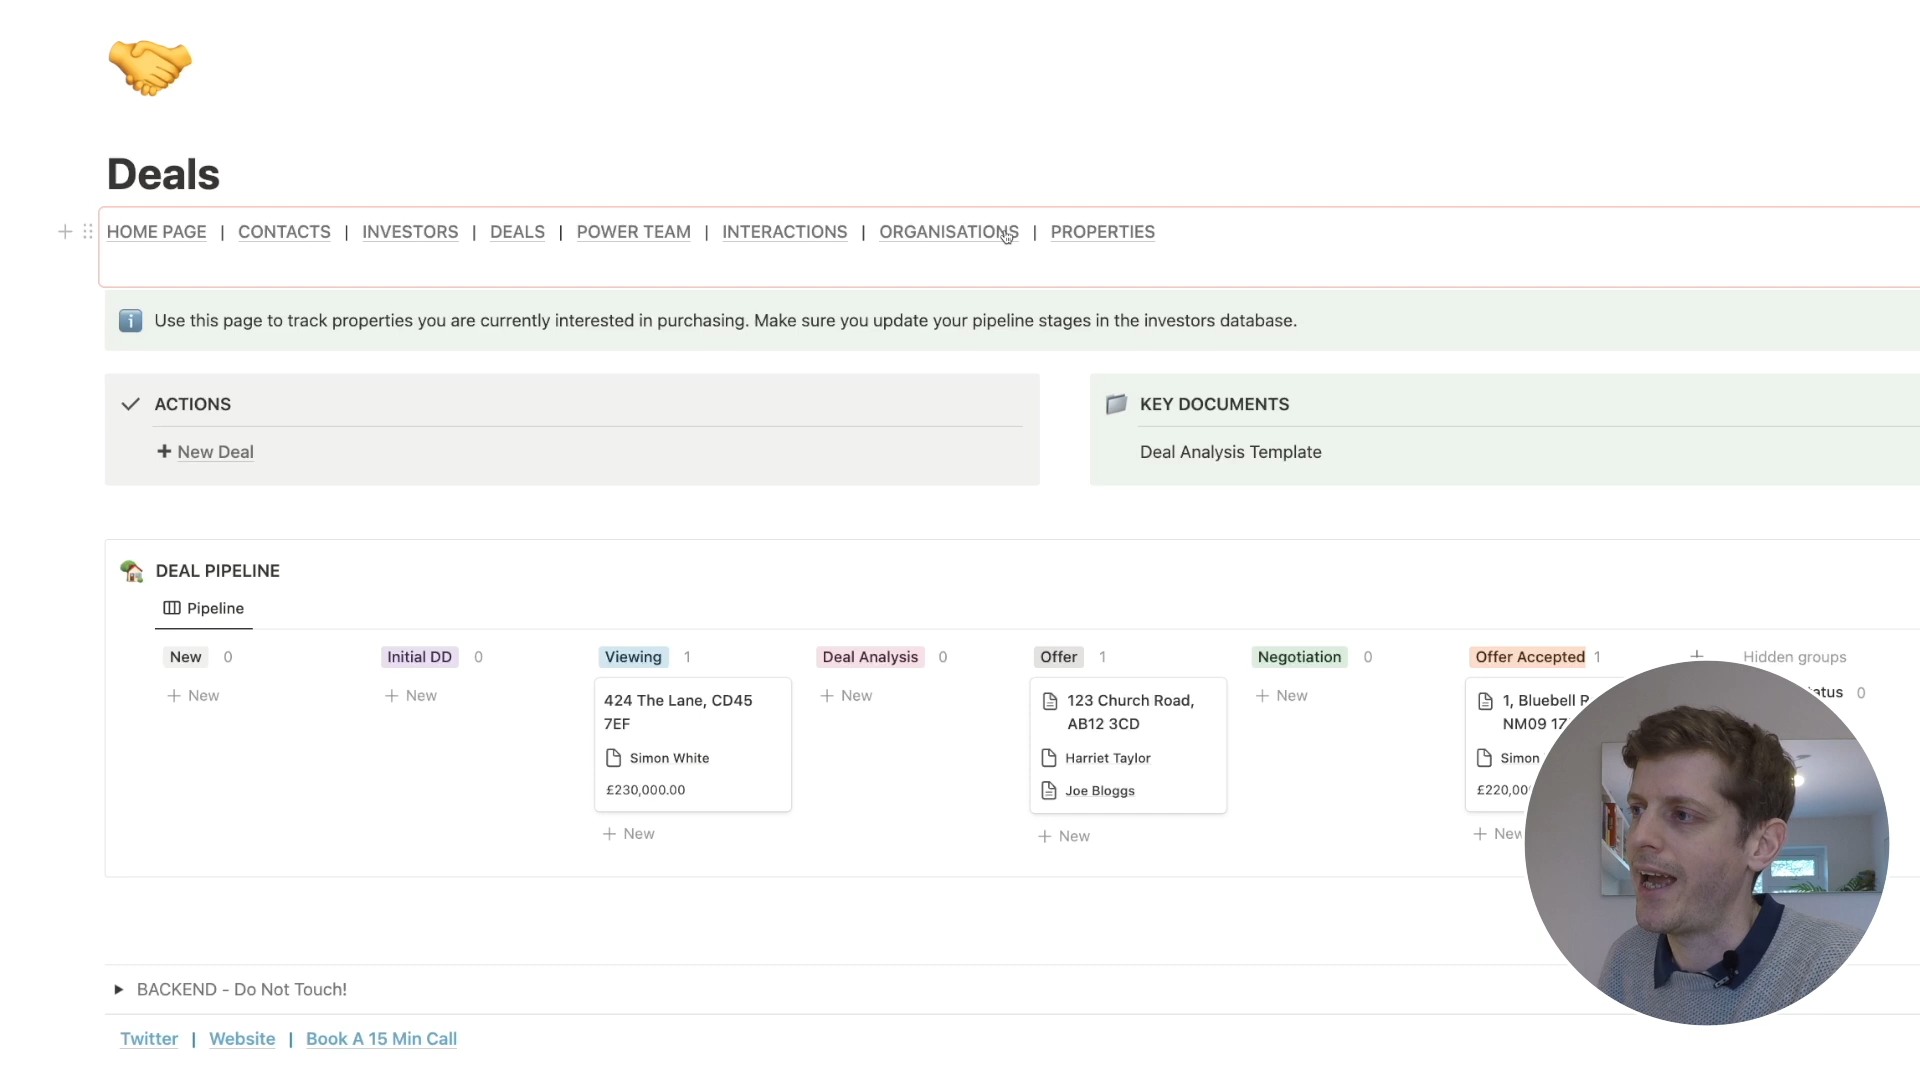 Deals
HOME PAGE | CONTACTS | INVESTORS | DEALS | POWER TEAM | INTERACTIONS | ORGANISATIONS | PROPERTIES
Use this page to track properties you are currently interested in purchasing. Make sure you update your pipeline stages in the investors database.
ACTIONS
+ New Deal
KEY DOCUMENTS
Deal Analysis Template
DEAL PIPELINE
Pipeline
New 0
Initial DD 0
Viewing 1
Deal Analysis 0
Offer 1
Negotiation 0
Offer Accepted 1
+ Hidden groups
+ New
+ New
424 The Lane, CD45
7EF
Simon White
£230,000.00
+ New
+ New
123 Church Road,
AB12 3CD
Harriet Taylor
Joe Bloggs
+ New
+ New
1, Bluebell
NM09
Simon
+ New
0
BACKEND - Do Not Touch!
Twitter | Website | Book A 15 Min Call